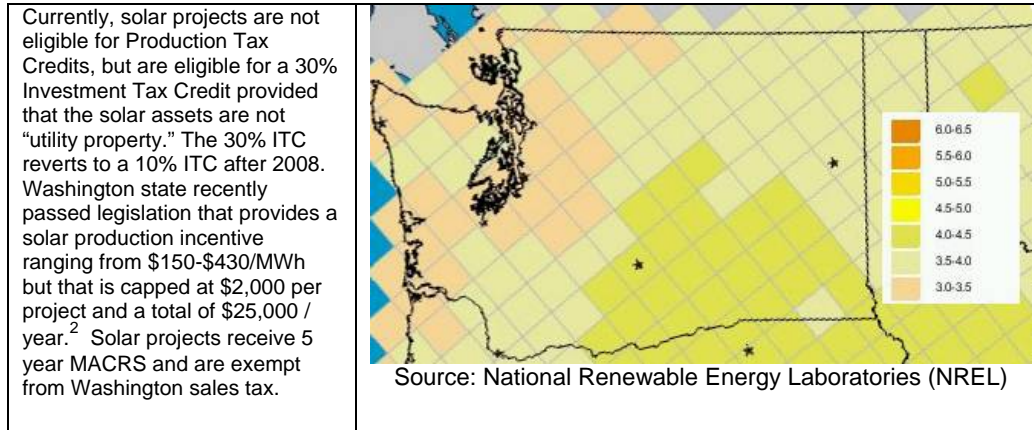 Currently, solar projects are not
eligible for Production Tax
Credits, but are eligible for a 30%
Investment Tax Credit provided
that the solar assets are not
“utility property.” The 30% ITC
reverts to a 10% ITC after 2008.
Washington state recently
passed legislation that provides a
solar production incentive
ranging from $150-$430/MWh
but that is capped at $2,000 per
project and a total of $25,000 /
year.2 Solar projects receive 5
year MACRS and are exempt
from Washington sales tax.
6.0-6.5
5.5-6.0
5.0-5.5
4.5-5.0
4.0-4.5
3.5-4.0
3.0-3.5
Source: National Renewable Energy Laboratories (NREL)